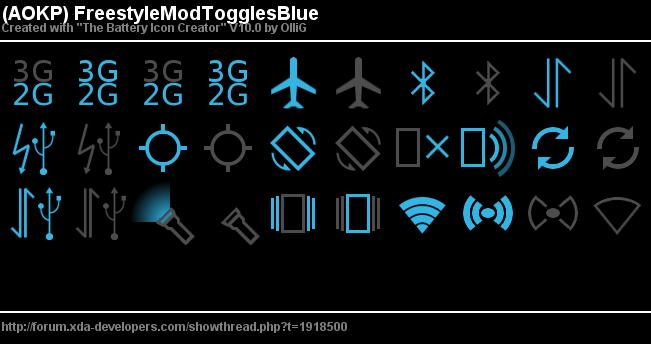 (AOKP) FreestyleModTogglesBlue
Created with "The Battery Icon Creator" V10.0 by OlliG
3G 3G 3G 3G
2G 2G 2G 2G
http://forum.xda-developers.com/showthread.php?t=1918500